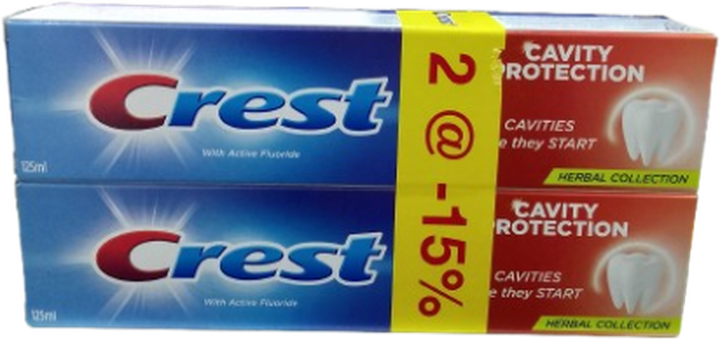 Crest
With Active Fluoride
125ml
2 @ -15%
CAVITY
PROTECTION
CAVITIES
they START
HERBAL COLLECTION
Crest
With Active Fluoride
125ml
CAVITY
PROTECTION
CAVITIES
they START
HERBAL COLLECTION